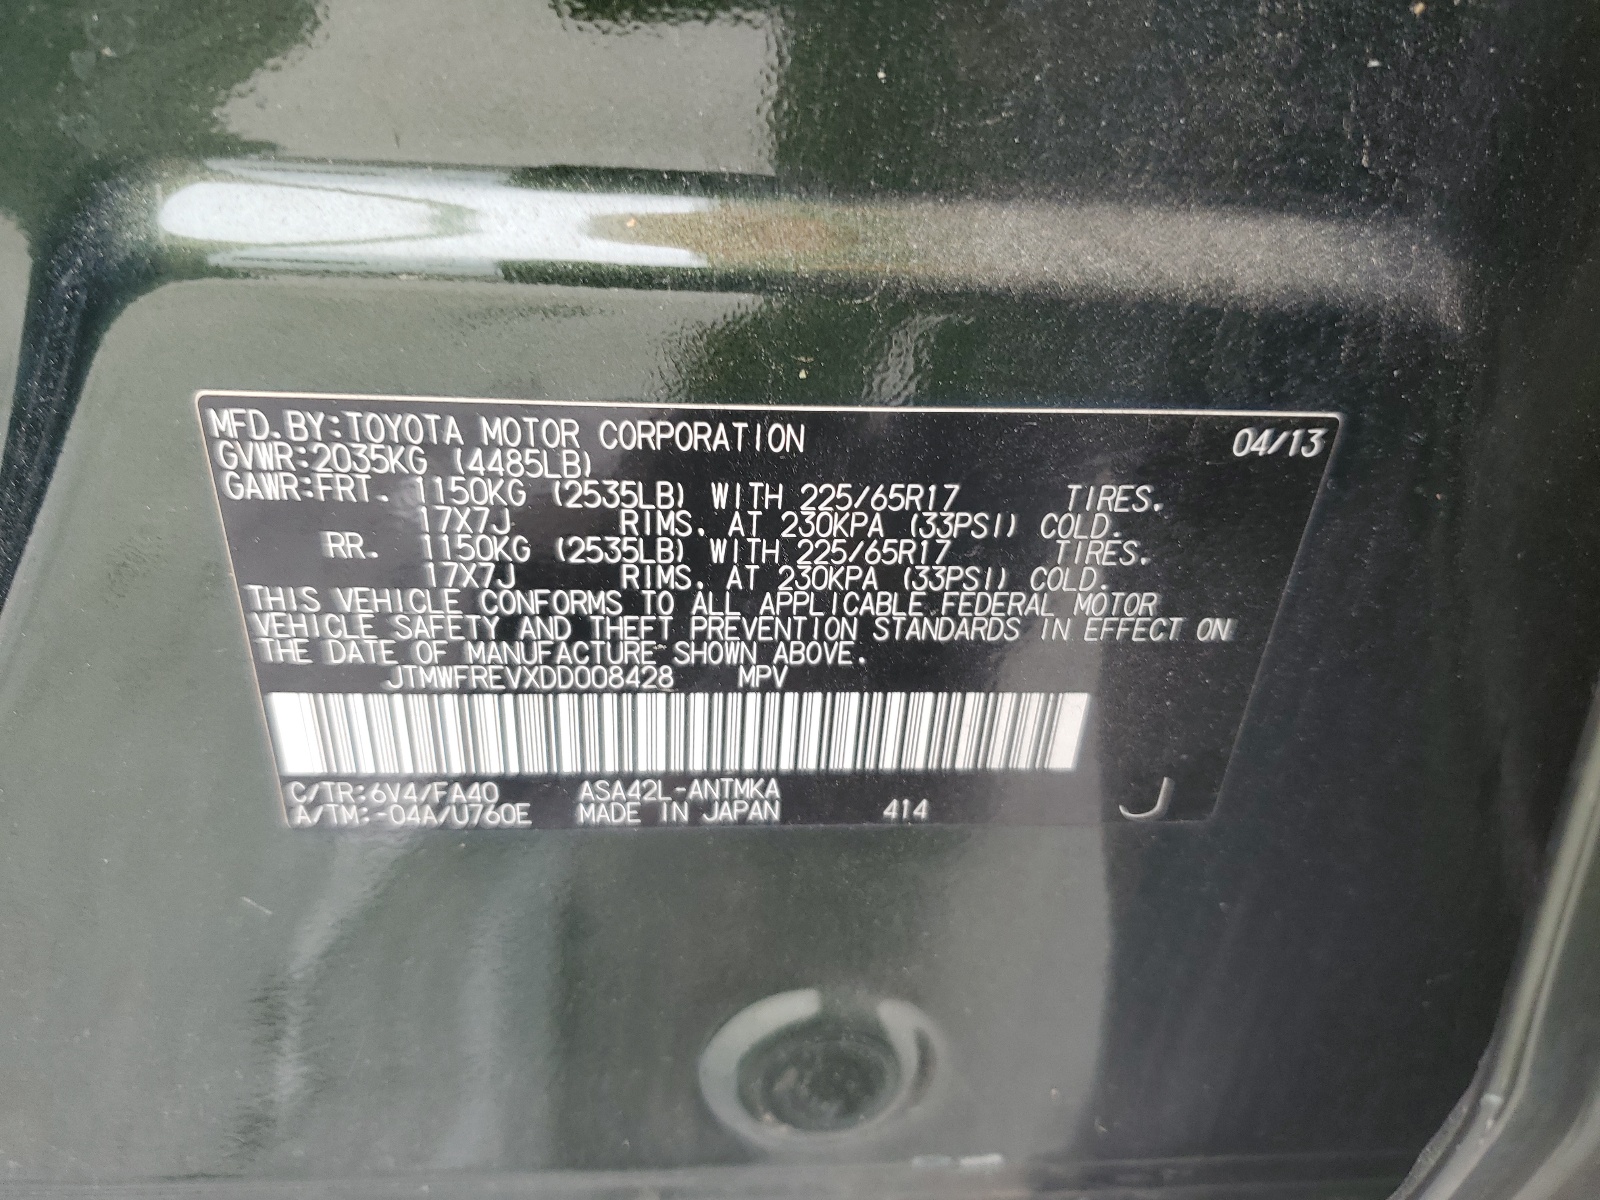 MFD.BY:TOYOTA MOTOR CORPORATION 04/13
GVWR:2035KG (4485LB)
GAWR:FRT. 1150KG (2535LB) WITH 225/65R17 TIRES.
17X7J RIMS. AT 230KPA (33PSI) COLD.
RR. 1150KG (2535LB) WITH 225/65R17 TIRES.
17X7J RIMS. AT 230KPA (33PSI) COLD.
THIS VEHICLE CONFORMS TO ALL APPLICABLE FEDERAL MOTOR
VEHICLE SAFETY AND THEFT PREVENTION STANDARDS IN EFFECT ON
THE DATE OF MANUFACTURE SHOWN ABOVE.
JTMWFREVXDD008428 MPV
C/TR:6V4/FA40 ASA42L-ANTMKA
A/TM:-04A/U760E MADE IN JAPAN 414 J